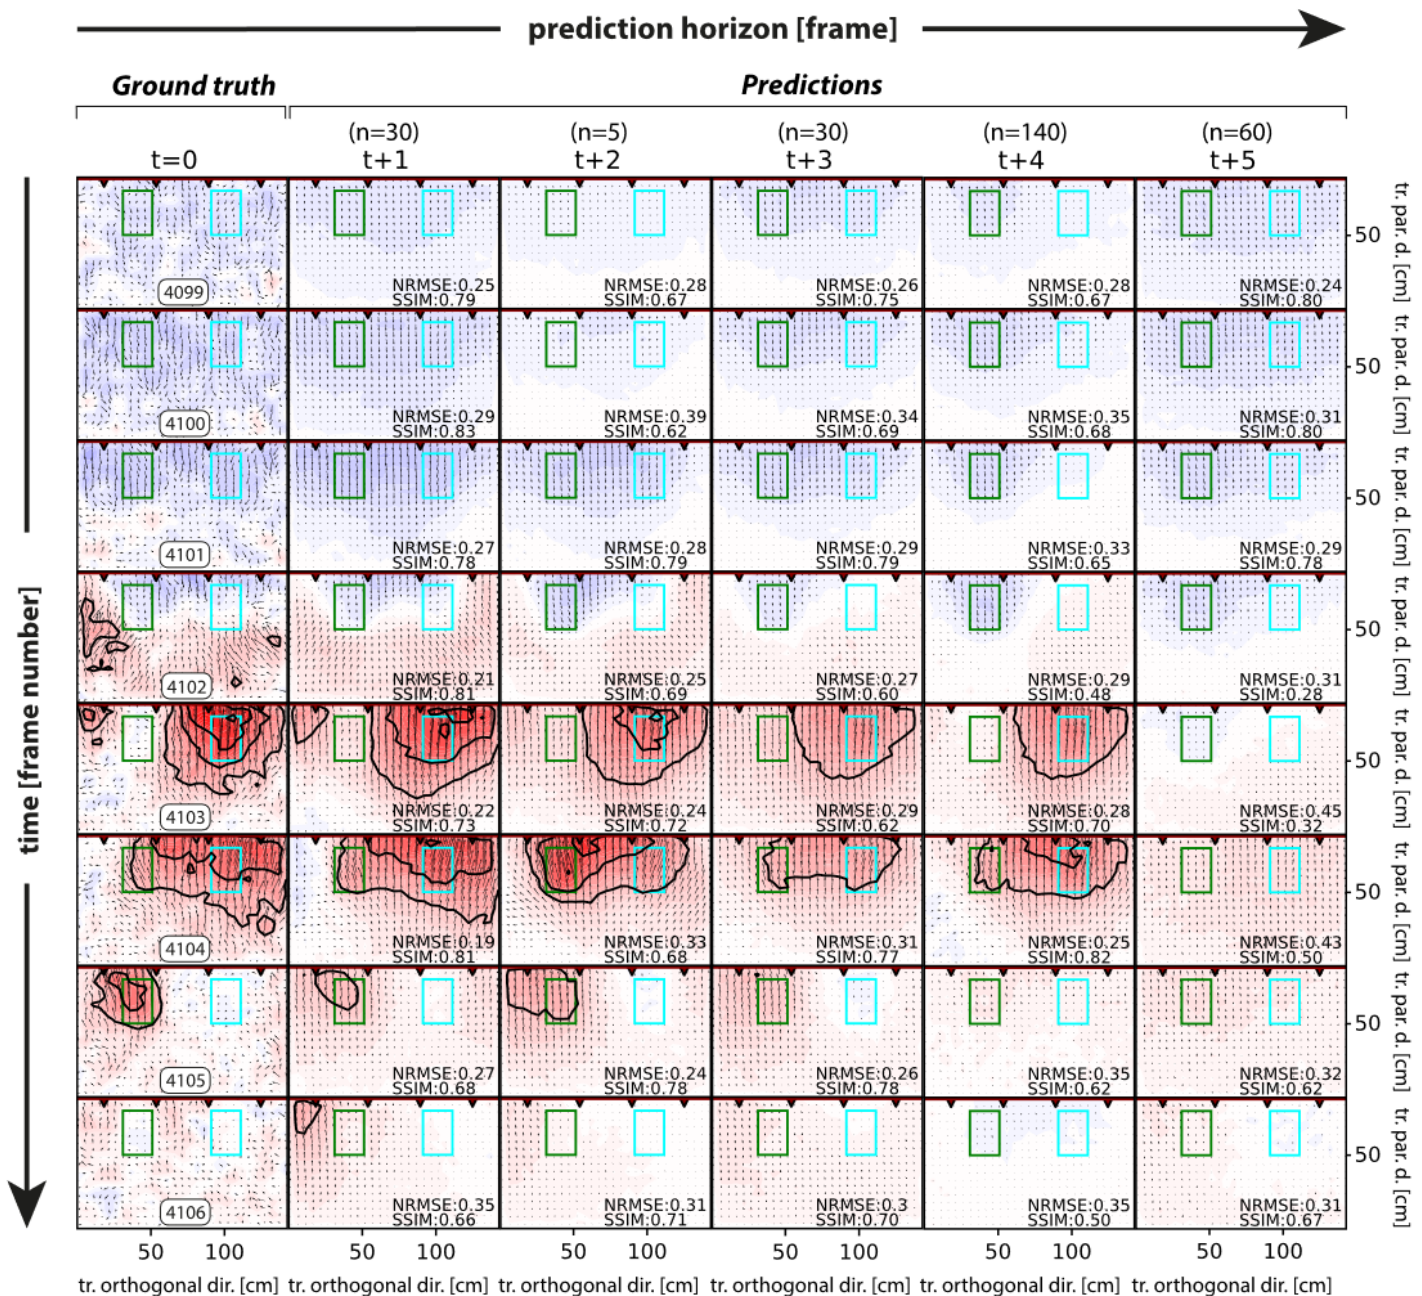 prediction horizon [frame]
Ground truth
Predictions
(n=30)
(n=5)
(n=30)
(n=140)
(n=60)
t=0
t+1
t+2
t+3
t+4
t+5
time [frame number]
4099
NRMSE:0.25
SSIM:0.79
NRMSE:0.28
SSIM:0.67
NRMSE:0.26
SSIM:0.75
NRMSE:0.28
SSIM:0.67
NRMSE:0.24
SSIM:0.80
50
tr. par. d. [cm]
4100
NRMSE:0.29
SSIM:0.83
NRMSE:0.39
SSIM:0.62
NRMSE:0.34
SSIM:0.69
NRMSE:0.35
SSIM:0.68
NRMSE:0.31
SSIM:0.80
50
tr. par. d. [cm]
4101
NRMSE:0.27
SSIM:0.78
NRMSE:0.28
SSIM:0.79
NRMSE:0.29
SSIM:0.79
NRMSE:0.33
SSIM:0.65
NRMSE:0.29
SSIM:0.78
50
tr. par. d. [cm]
4102
NRMSE:0.21
SSIM:0.81
NRMSE:0.25
SSIM:0.69
NRMSE:0.27
SSIM:0.60
NRMSE:0.29
SSIM:0.48
NRMSE:0.31
SSIM:0.28
50
tr. par. d. [cm]
4103
NRMSE:0.22
SSIM:0.73
NRMSE:0.24
SSIM:0.72
NRMSE:0.29
SSIM:0.62
NRMSE:0.28
SSIM:0.70
NRMSE:0.45
SSIM:0.32
50
tr. par. d. [cm]
4104
NRMSE:0.19
SSIM:0.81
NRMSE:0.33
SSIM:0.68
NRMSE:0.31
SSIM:0.77
NRMSE:0.25
SSIM:0.82
NRMSE:0.43
SSIM:0.50
50
tr. par. d. [cm]
4105
NRMSE:0.27
SSIM:0.68
NRMSE:0.24
SSIM:0.78
NRMSE:0.26
SSIM:0.78
NRMSE:0.35
SSIM:0.62
NRMSE:0.32
SSIM:0.62
50
tr. par. d. [cm]
4106
NRMSE:0.35
SSIM:0.66
NRMSE:0.31
SSIM:0.71
NRMSE:0.3
SSIM:0.70
NRMSE:0.35
SSIM:0.50
NRMSE:0.31
SSIM:0.67
50
tr. par. d. [cm]
50 100
50 100
50 100
50 100
50 100
50 100
tr. orthogonal dir. [cm]
tr. orthogonal dir. [cm]
tr. orthogonal dir. [cm]
tr. orthogonal dir. [cm]
tr. orthogonal dir. [cm]
tr. orthogonal dir. [cm]